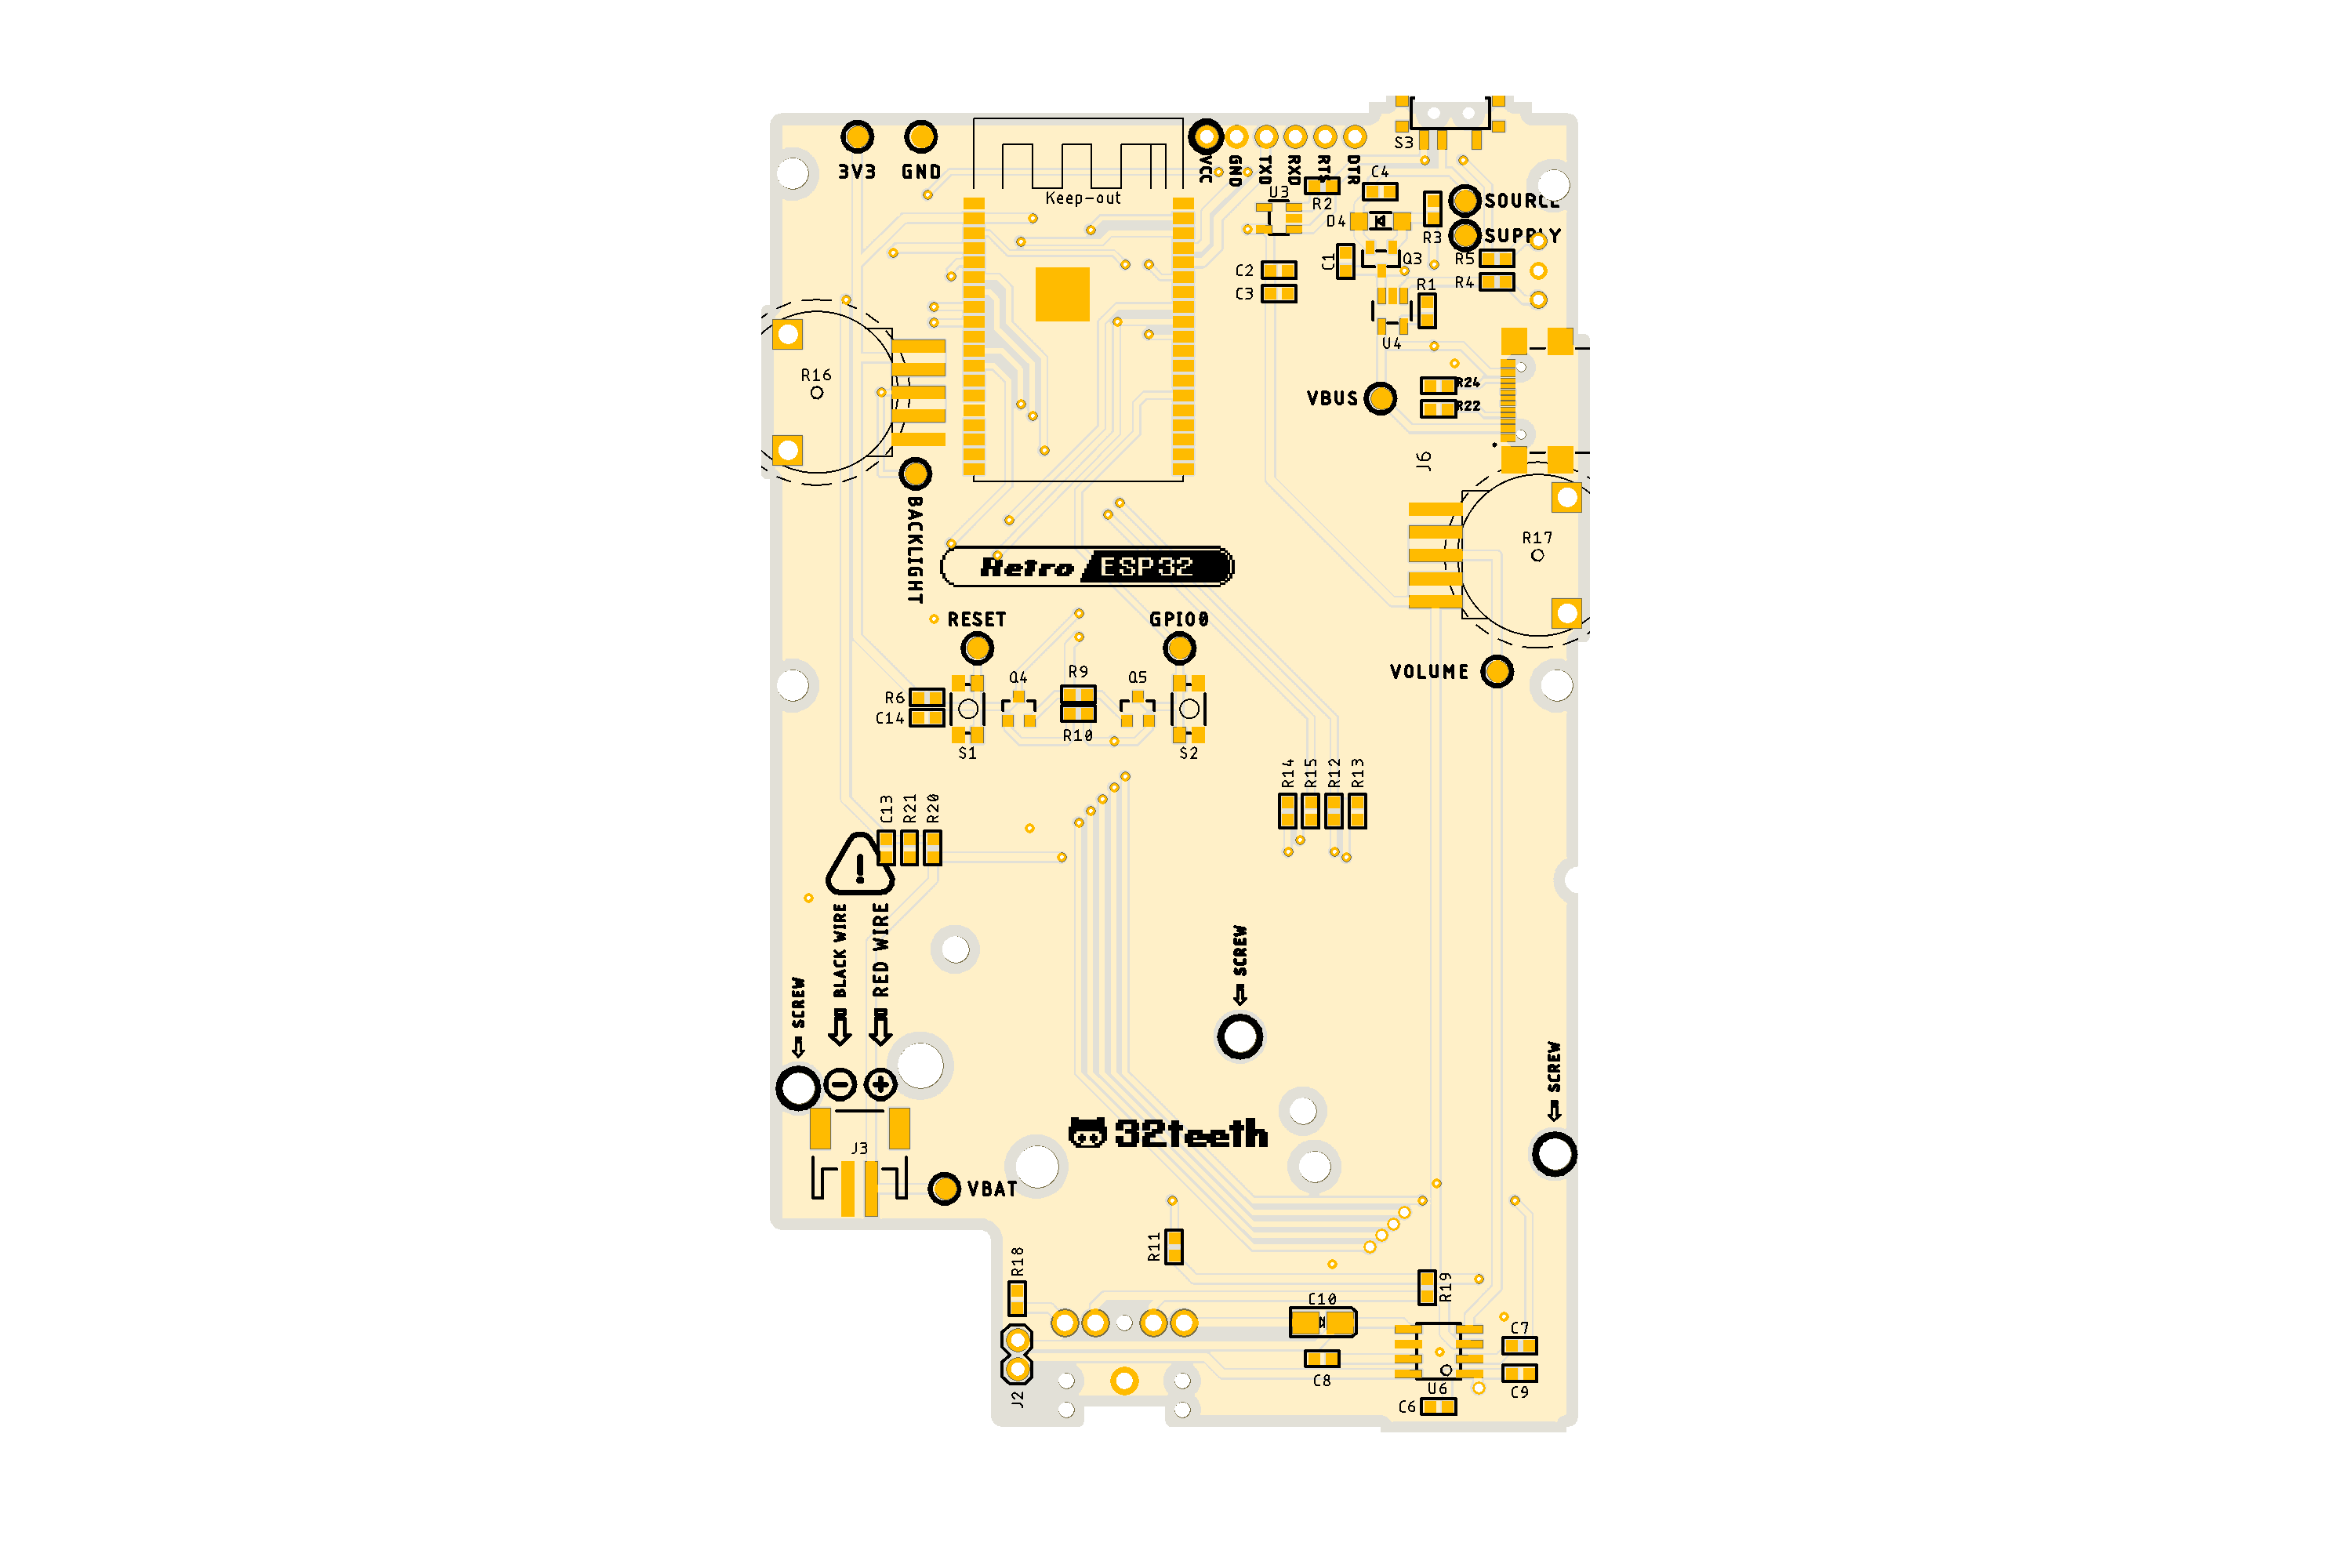 S3
3V3
GND
VCC
GND
TXD
RXD
RTS
DTR
C4
Keep-out
U3
R2
SOURCE
D4
R3
SUPPLY
C1
Q3
R5
C2
R4
C3
R1
U4
R16
R24
VBUS
R22
J6
BACKLIGHT
R17
Retro ESP32
RESET
GPIO0
VOLUME
Q4
R9
Q5
R6
C14
R10
S1
S2
R14
R15
R12
R13
C13
R21
R20
!
BLACK WIRE
RED WIRE
SCREW
SCREW
SCREW
32teeth
J3
VBAT
R11
R18
R19
C10
C7
J2
C8
U6
C9
C6